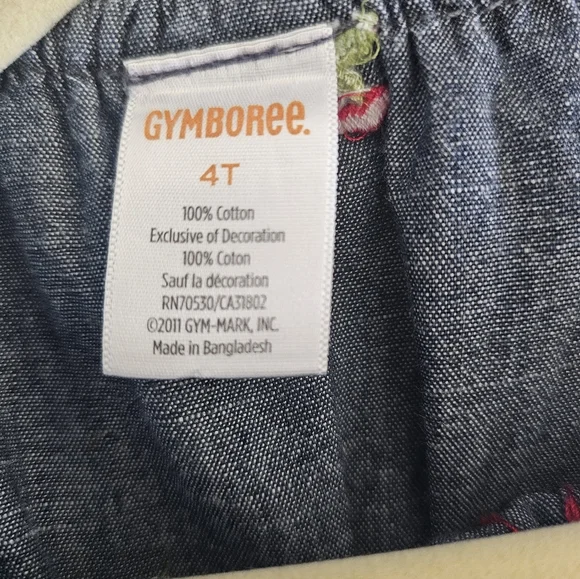 GYMBOREE.
4T
100% Cotton
Exclusive of Decoration
100% Coton
Sauf la décoration
RN70530/CA31802
©2011 GYM-MARK, INC.
Made in Bangladesh